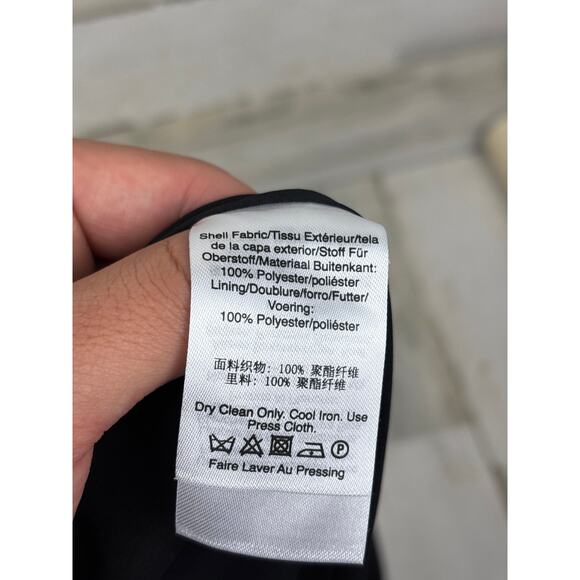 Shell Fabric/Tissu Extérieur/tela
de la capa exterior/Stoff Für
Oberstoff/Materiaal Buitenkant:
100% Polyester/poliéster
Lining/Doublure/forro/Futter/
Voering:
100% Polyester/poliéster
面料织物: 100% 聚酯纤维
里料: 100% 聚酯纤维
Dry Clean Only. Cool Iron. Use
Press Cloth.
P
Faire Laver Au Pressing